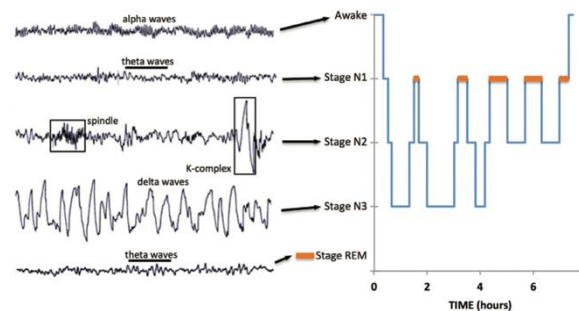 alpha waves
Awake
theta waves
Stage N1
spindle
Stage N2
K-complex
delta waves
Stage N3
theta waves
Stage REM
0 2 4 6
TIME (hours)